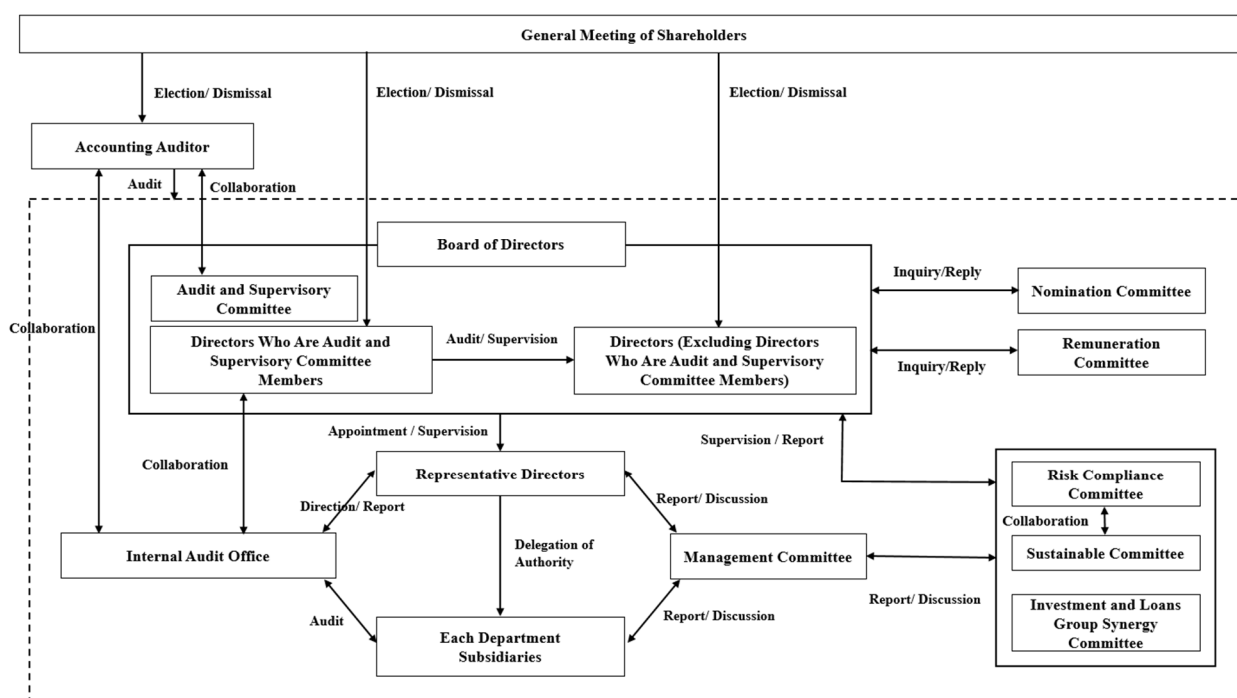 General Meeting of Shareholders
Election/ Dismissal
Election/ Dismissal
Election/ Dismissal
Accounting Auditor
Audit
Collaboration
Board of Directors
Audit and Supervisory
Committee
Inquiry/Reply
Nomination Committee
Collaboration
Directors Who Are Audit and
Supervisory Committee
Members
Audit/ Supervision
Directors (Excluding Directors
Who Are Audit and Supervisory
Committee Members)
Inquiry/Reply
Remuneration
Committee
Appointment / Supervision
Supervision / Report
Collaboration
Representative Directors
Direction/ Report
Report/ Discussion
Risk Compliance
Committee
Collaboration
Internal Audit Office
Delegation of
Authority
Management Committee
Sustainable Committee
Report/ Discussion
Audit
Report/ Discussion
Each Department
Subsidiaries
Investment and Loans
Group Synergy
Committee